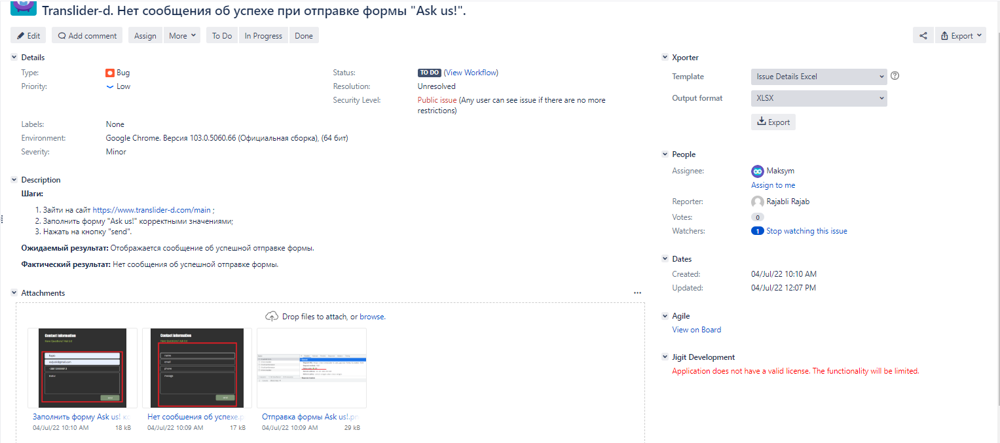 Translider-d. Нет сообщения об успехе при отправке формы "Ask us!".
Edit Add comment Assign More To Do In Progress Done Export
Details
Type: Bug
Status: TO DO (View Workflow)
Priority: Low
Resolution: Unresolved
Security Level: Public issue (Any user can see issue if there are no more
restrictions)
Labels: None
Environment: Google Chrome. Версия 103.0.5060.66 (Официальная сборка), (64 бит)
Severity: Minor
Description
Шаги:
1. Зайти на сайт https://www.translider-d.com/main ;
2. Заполнить форму "Ask us!" корректными значениями;
3. Нажать на кнопку "send".
Ожидаемый результат: Отображается сообщение об успешной отправке формы.
Фактический результат: Нет сообщения об успешной отправке формы.
Attachments
Drop files to attach, or browse.
Contact Information
Have Questions? Ask Us!
Contact Information
Have Questions? Ask Us!
name
email
phone
message
send
Заполнить форму Ask us! ко
04/Jul/22 10:10 AM 18 kB
Нет сообшения об успехе.p
04/Jul/22 10:09 AM 17 kB
Отправка формы Ask us!.pn
04/Jul/22 10:09 AM 29 kB
Xporter
Template Issue Details Excel
Output format XLSX
Export
People
Assignee: Maksym
Assign to me
Reporter: Rajabli Rajab
Votes: 0
Watchers: 1 Stop watching this issue
Dates
Created: 04/Jul/22 10:10 AM
Updated: 04/Jul/22 12:07 PM
Agile
View on Board
Jigit Development
Application does not have a valid license. The functionality will be limited.